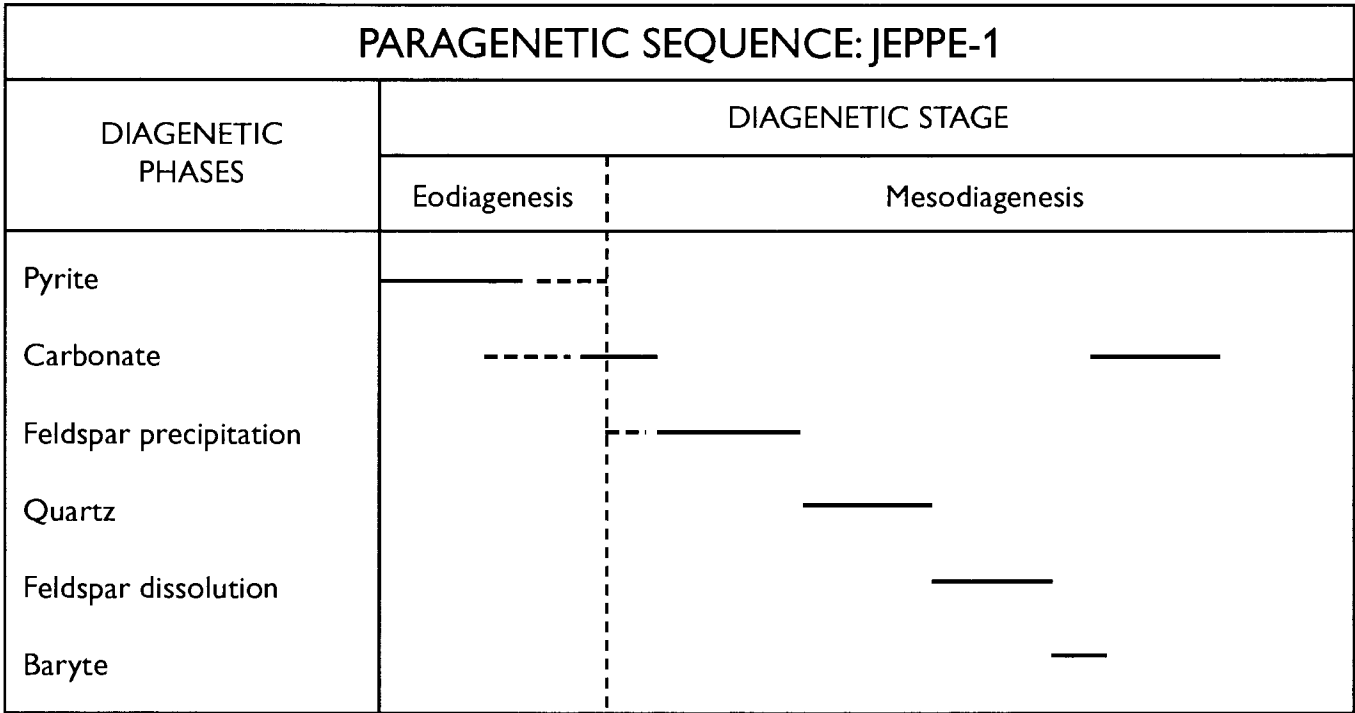 PARAGENETIC SEQUENCE: JEPPE-1
DIAGENETIC
PHASES
DIAGENETIC STAGE
Eodiagenesis
Mesodiagenesis
Pyrite
Carbonate
Feldspar precipitation
Quartz
Feldspar dissolution
Baryte